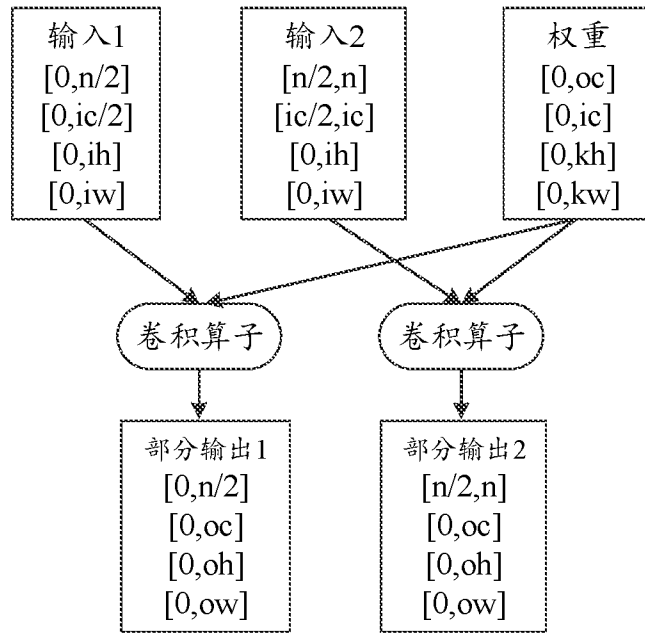 输入1
[0,n/2]
[0,ic/2]
[0,ih]
[0,iw]
输入2
[n/2,n]
[ic/2,ic]
[0,ih]
[0,iw]
权重
[0,oc]
[0,ic]
[0,kh]
[0,kw]
卷积算子
卷积算子
部分输出1
[0,n/2]
[0,oc]
[0,oh]
[0,ow]
部分输出2
[n/2,n]
[0,oc]
[0,oh]
[0,ow]